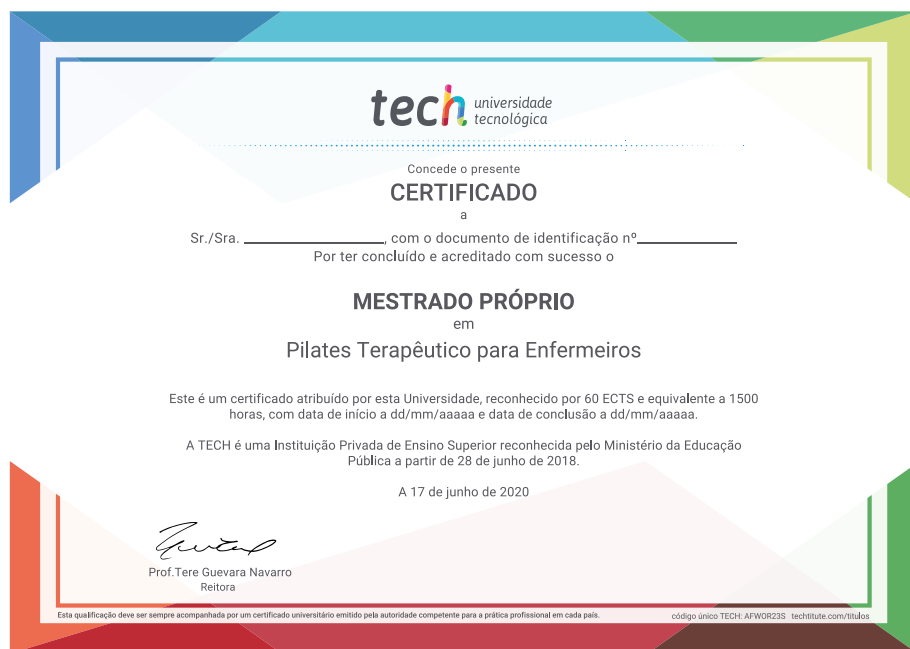 tech universidade
tecnológica
Concede o presente
CERTIFICADO
a
Sr./Sra. ________________, com o documento de identificação nº____________
Por ter concluído e acreditado com sucesso o
MESTRADO PRÓPRIO
em
Pilates Terapêutico para Enfermeiros
Este é um certificado atribuído por esta Universidade, reconhecido por 60 ECTS e equivalente a 1500
horas, com data de início a dd/mm/aaaaa e data de conclusão a dd/mm/aaaaa.
A TECH é uma Instituição Privada de Ensino Superior reconhecida pelo Ministério da Educação
Pública a partir de 28 de junho de 2018.
A 17 de junho de 2020
Prof.Tere Guevara Navarro
Reitora
Esta qualificação deve ser sempre acompanhada por um certificado universitário emitido pela autoridade competente para a prática profissional em cada país.
código único TECH: AFWOR23S techtitute.com/titulos